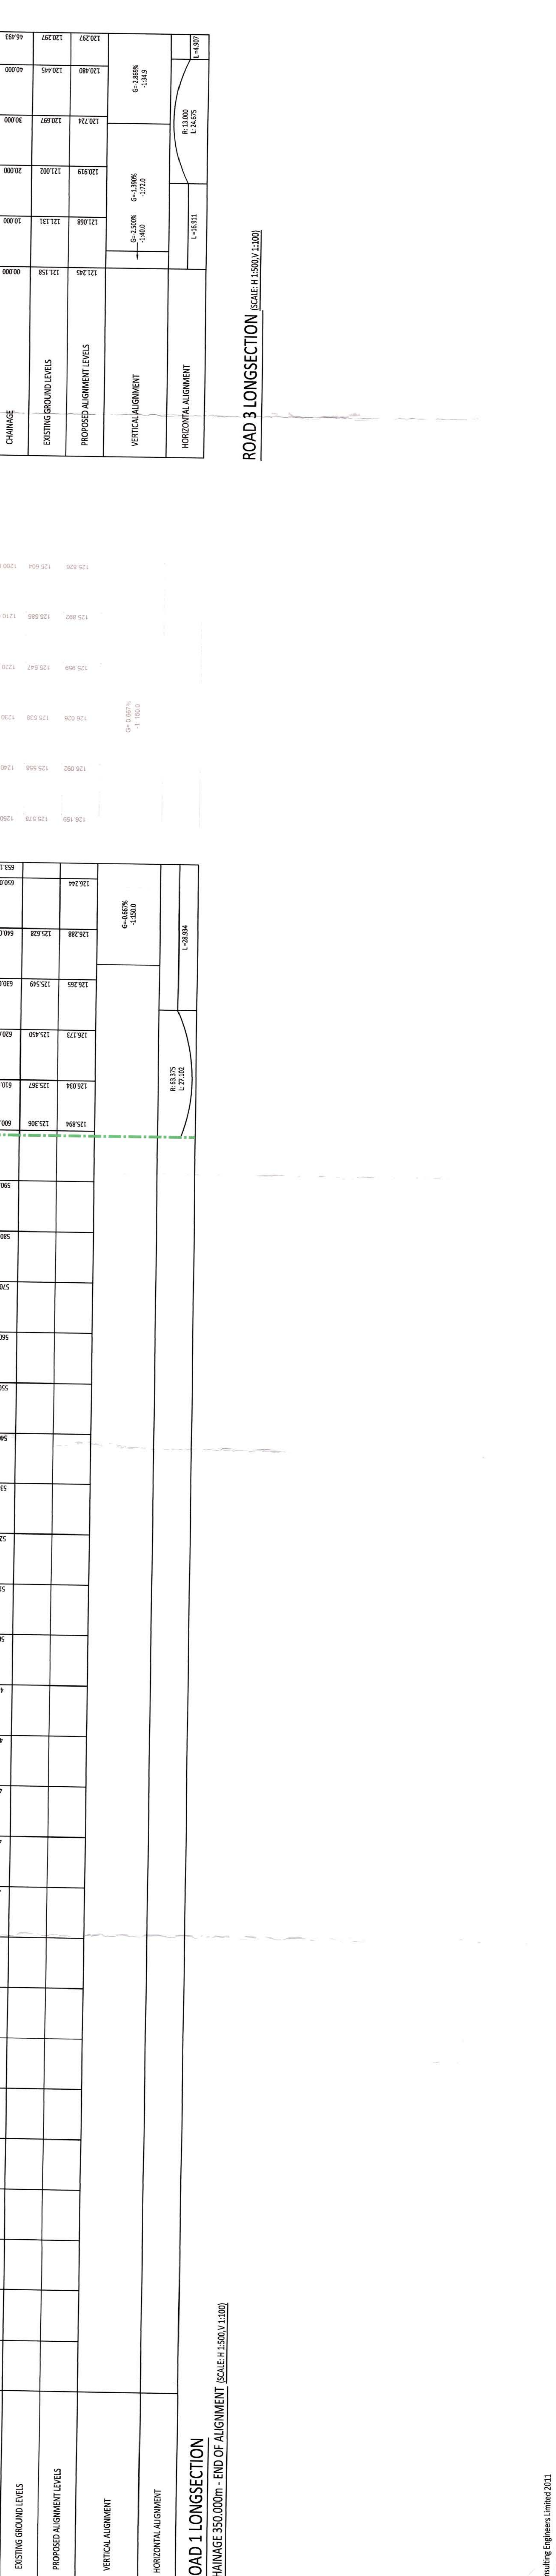 CHAINAGE 00.000 10.000 20.000 30.000 40.000 46.493
EXISTING GROUND LEVELS 121.158 121.131 121.002 120.697 120.445 120.297
PROPOSED ALIGNMENT LEVELS 121.245 121.068 120.919 120.724 120.480 120.297
VERTICAL ALIGNMENT
G=-2.500%
-1:40.0
G=-1.390%
-1:72.0
G=-2.869%
-1:34.9
HORIZONTAL ALIGNMENT
L=16.911
R: 13.000
L: 24.675
L=4.907
ROAD 3 LONGSECTION (SCALE: H 1:500,V 1:100)
EXISTING GROUND LEVELS 125.306 125.367 125.450 125.549 125.628
PROPOSED ALIGNMENT LEVELS 125.894 126.034 126.173 126.265 126.288 126.244
VERTICAL ALIGNMENT
G=-0.667%
-1:150.0
HORIZONTAL ALIGNMENT
R: 63.375
L: 27.102
L=28.934
OAD 1 LONGSECTION
HAINAGE 350.000m - END OF ALIGNMENT (SCALE: H 1:500,V 1:100)
nsulting Engineers Limited 2011